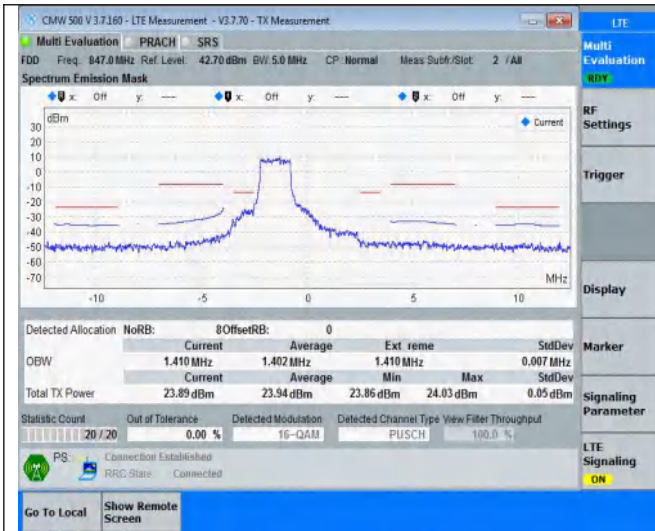 CMW 500 V 3.7.160 - LTE Measurement - V3.7.70 - TX Measurement
LTE
Multi Evaluation PRACH SRS
Multi Evaluation
RDY
FDD Freq.: 847.0 MHz Ref. Level: 42.70 dBm BW: 5.0 MHz CP: Normal Meas Subfr./Slot: 2 / All
Spectrum Emission Mask
x: Off y: --- x: Off y: --- x: Off y: ---
dBm
Current
30
20
10
0
-10
-20
-30
-40
-50
-60
-70
MHz
-10 -5 0 5 10
RF Settings
Trigger
Display
Marker
Signaling Parameter
LTE Signaling
ON
Detected Allocation NoRB: 8 OffsetRB: 0
Current Average Ext reme StdDev
OBW 1.410 MHz 1.402 MHz 1.410 MHz 0.007 MHz
Current Average Min Max StdDev
Total TX Power 23.89 dBm 23.94 dBm 23.86 dBm 24.03 dBm 0.05 dBm
Statistic Count Out of Tolerance Detected Modulation Detected Channel Type View Filter Throughput
20 / 20 0.00 % 16-QAM PUSCH 100.0 %
PS: Connection Established
RRC State: Connected
Go To Local Show Remote Screen